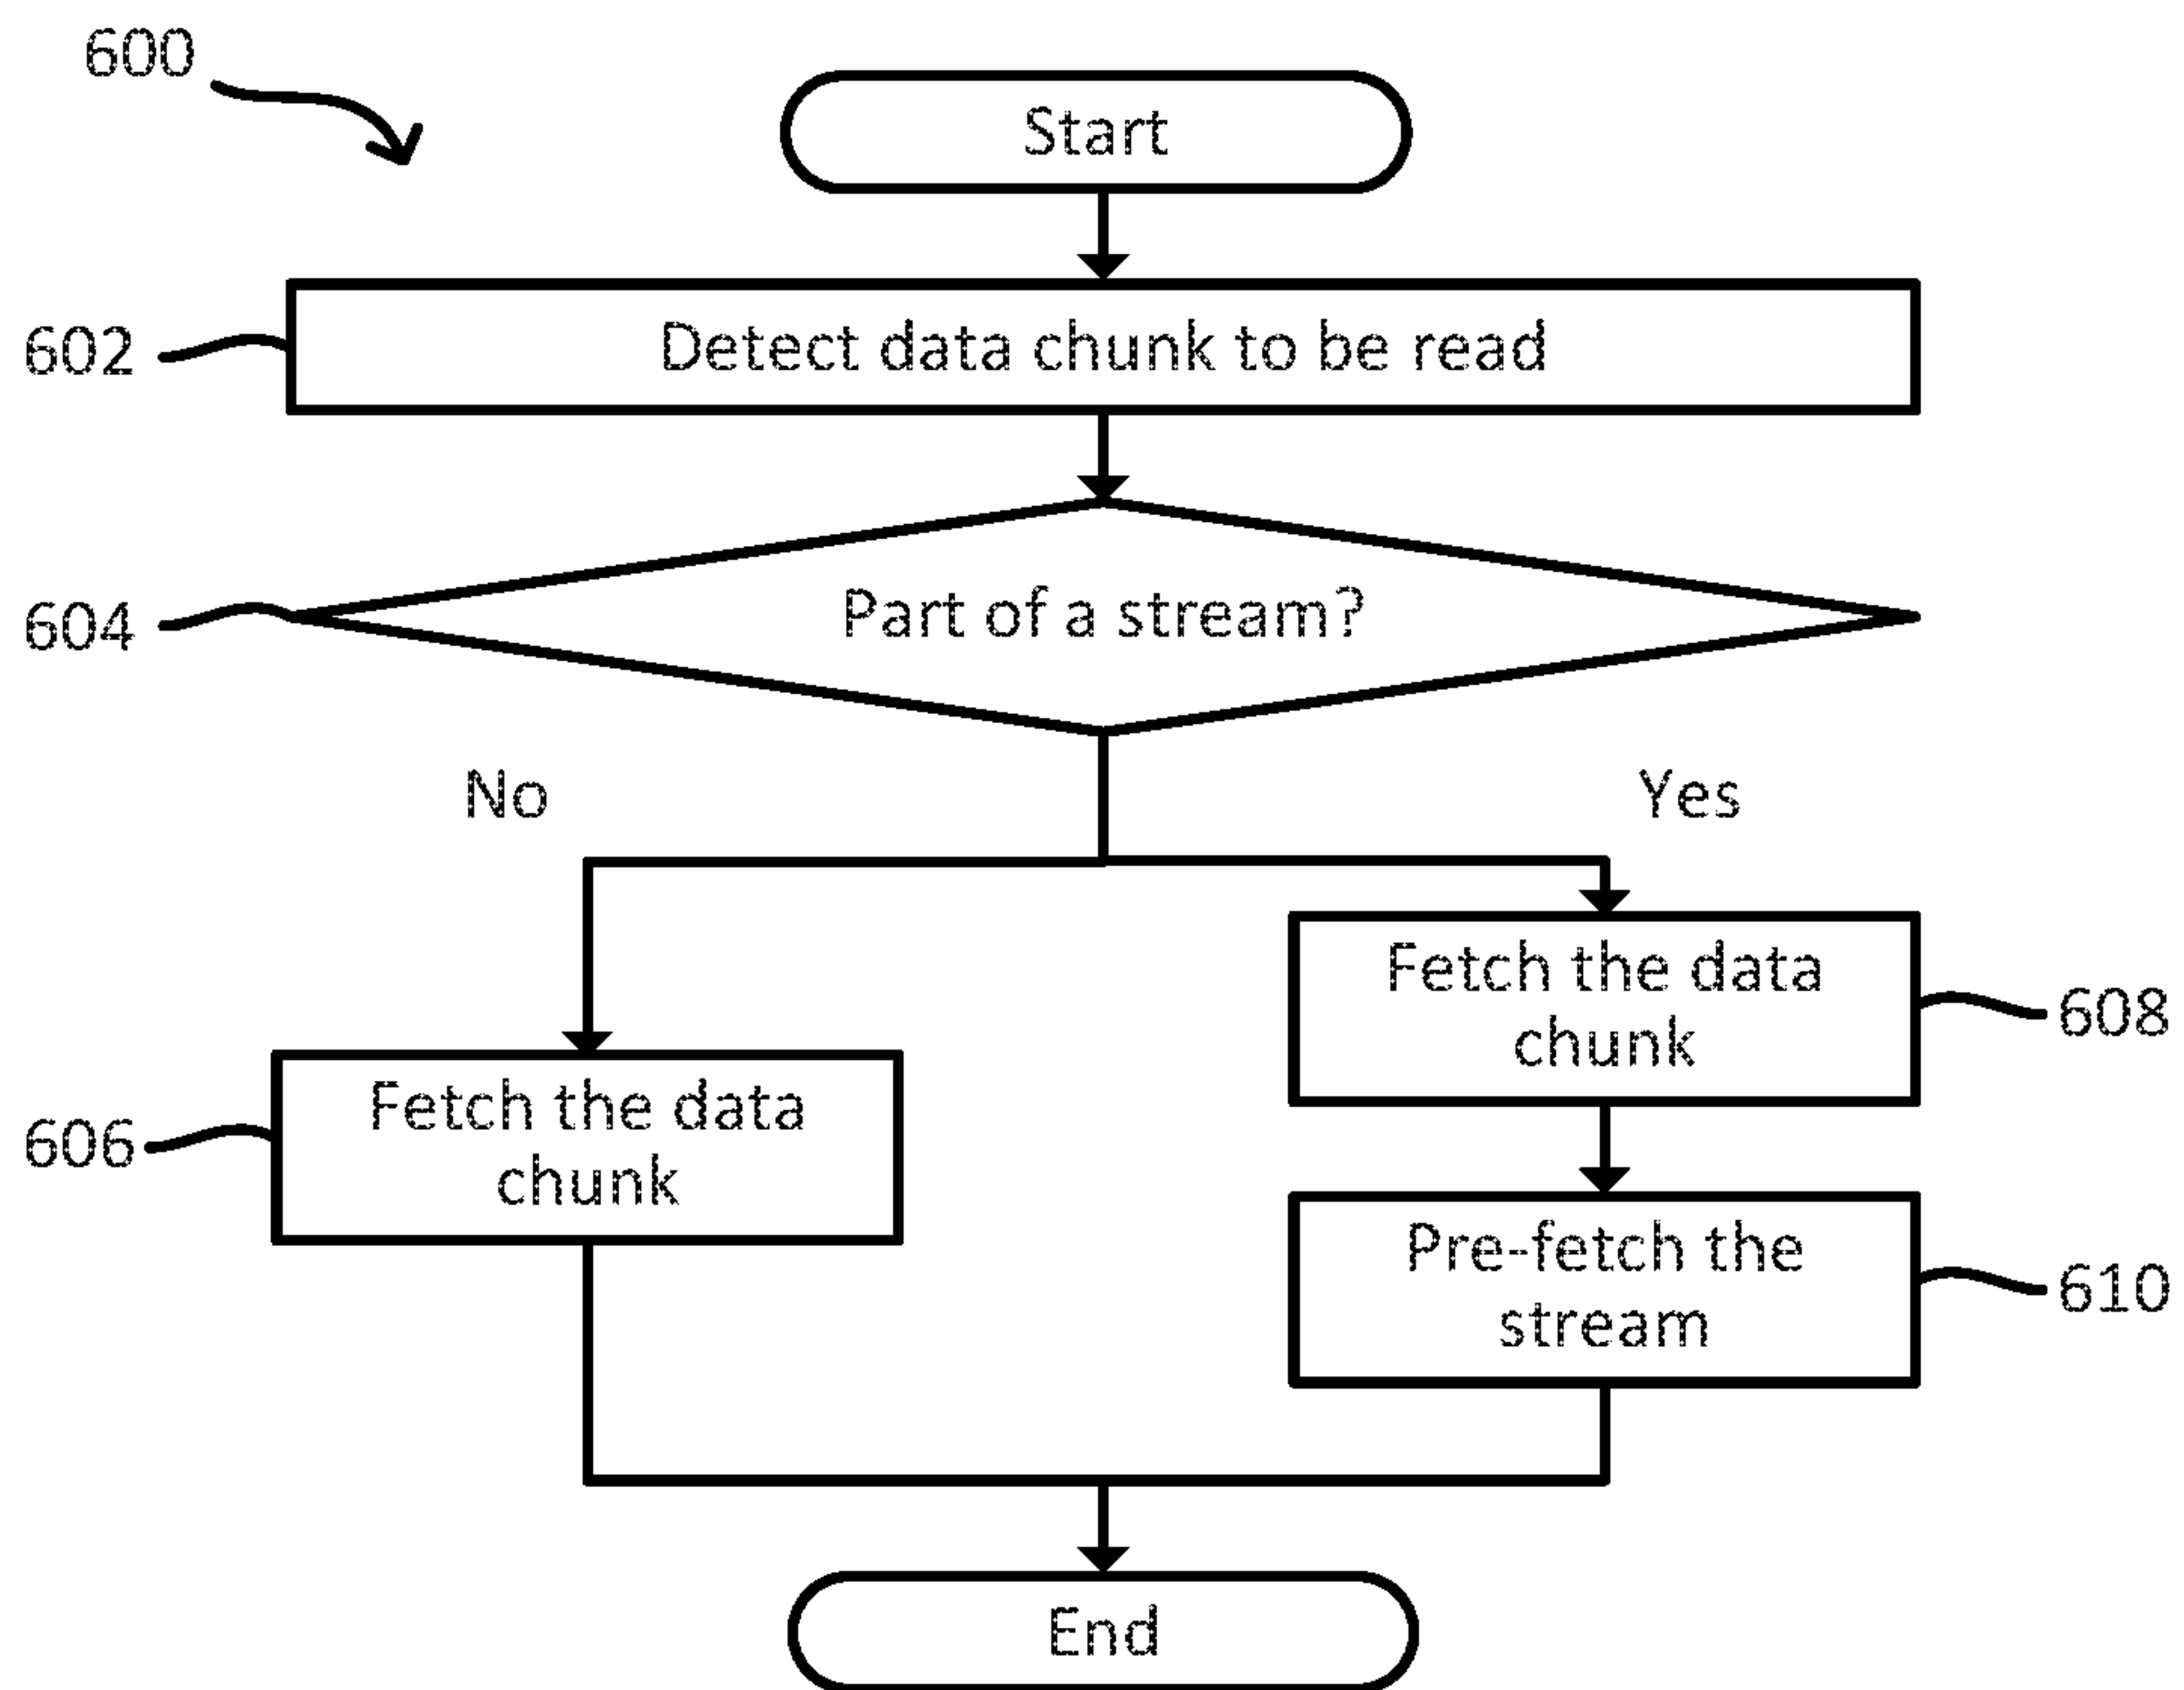 600
Start
602
Detect data chunk to be read
604
Part of a stream?
No
Yes
Fetch the data
chunk
608
606
Fetch the data
chunk
Pre-fetch the
stream
610
End